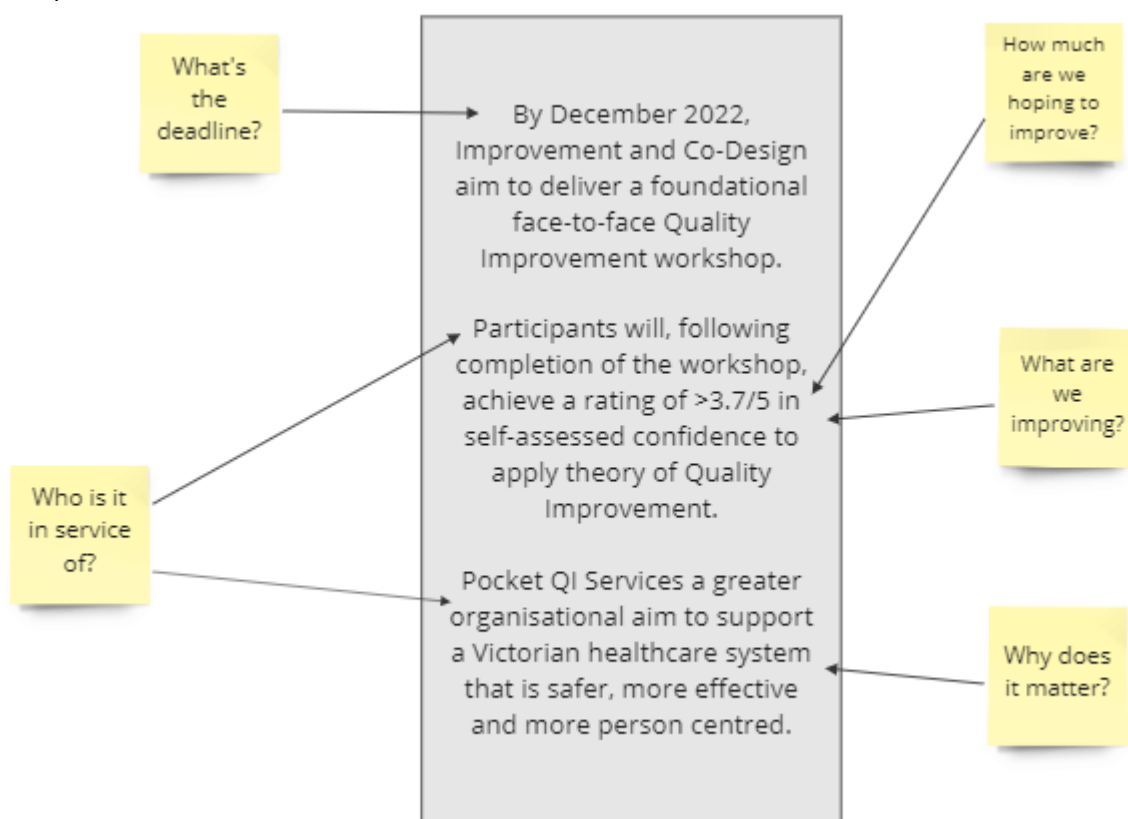 What's
the
deadline?
How much
are we
hoping to
improve?
By December 2022,
Improvement and Co-Design
aim to deliver a foundational
face-to-face Quality
Improvement workshop.
Participants will, following
completion of the workshop,
achieve a rating of >3.7/5 in
self-assessed confidence to
apply theory of Quality
Improvement.
What are
we
improving?
Who is it
in service
of?
Pocket QI Services a greater
organisational aim to support
a Victorian healthcare system
that is safer, more effective
and more person centred.
Why does
it matter?